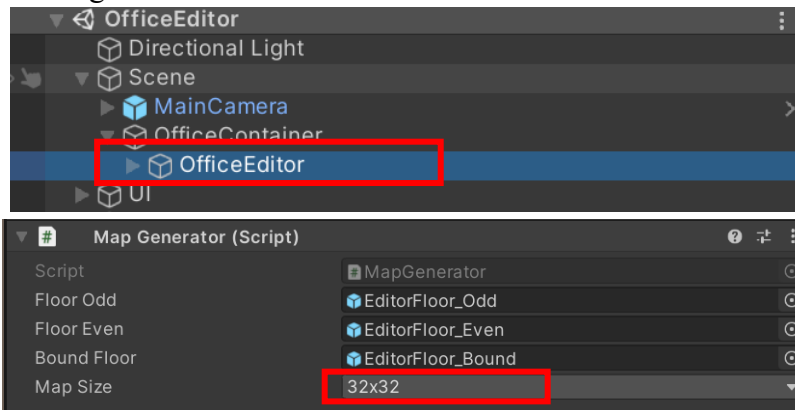 OfficeEditor
Directional Light
Scene
MainCamera
OfficeContainer
OfficeEditor
UI
# Map Generator (Script)
Script MapGenerator
Floor Odd EditorFloor_Odd
Floor Even EditorFloor_Even
Bound Floor EditorFloor_Bound
Map Size 32x32